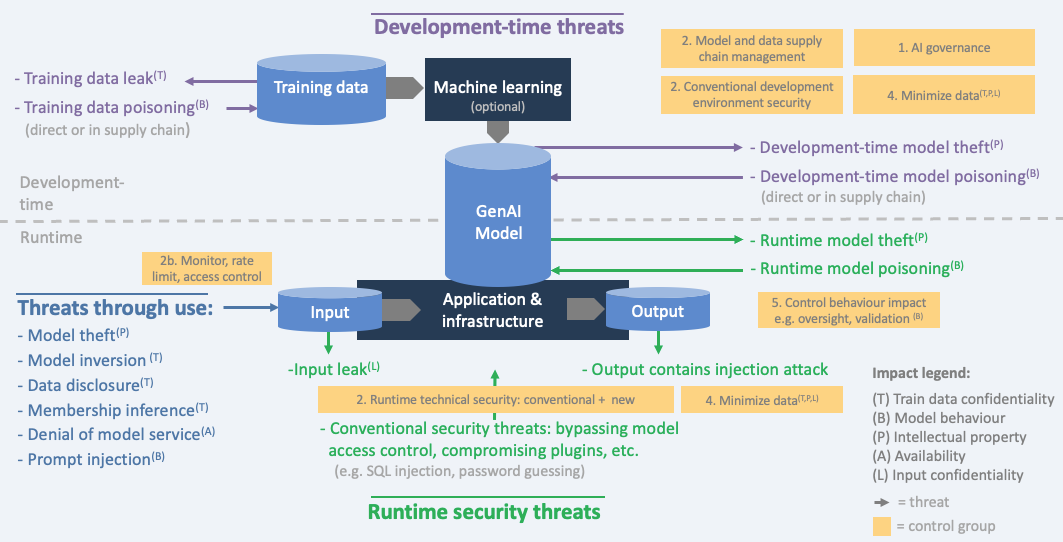 Development-time threats
2. Model and data supply
chain management
1. AI governance
2. Conventional development
environment security
4. Minimize data(T,P,L)
- Training data leak(T)
- Training data poisoning(B)
(direct or in supply chain)
Training data
Machine learning
(optional)
- Development-time model theft(P)
- Development-time model poisoning(B)
(direct or in supply chain)
GenAI
Model
Development-
time
Runtime
- Runtime model theft(P)
- Runtime model poisoning(B)
2b. Monitor, rate
limit, access control
Threats through use:
- Model theft(P)
- Model inversion (T)
- Data disclosure(T)
- Membership inference(T)
- Denial of model service(A)
- Prompt injection(B)
Input
Application &
infrastructure
Output
5. Control behaviour impact
e.g. oversight, validation (B)
-Input leak(L)
- Output contains injection attack
2. Runtime technical security: conventional + new
4. Minimize data(T,P,L)
- Conventional security threats: bypassing model
access control, compromising plugins, etc.
(e.g. SQL injection, password guessing)
Runtime security threats
Impact legend:
(T) Train data confidentiality
(B) Model behaviour
(P) Intellectual property
(A) Availability
(L) Input confidentiality
= threat
= control group